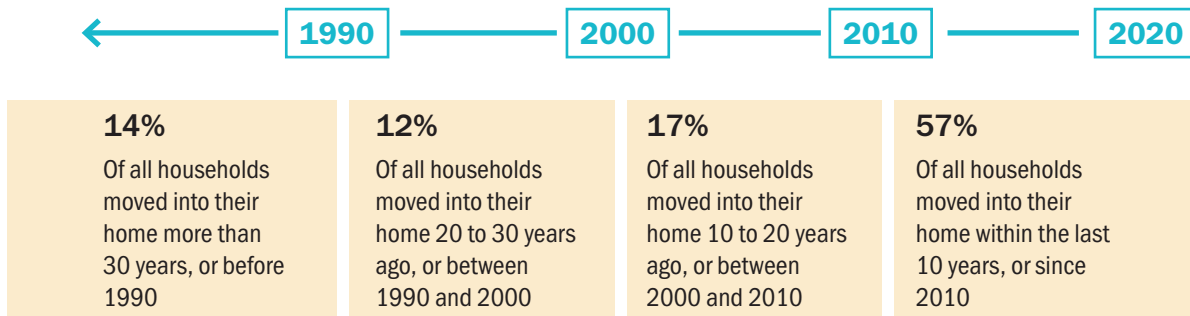 1990 2000 2010 2020
14%
Of all households
moved into their
home more than
30 years, or before
1990
12%
Of all households
moved into their
home 20 to 30 years
ago, or between
1990 and 2000
17%
Of all households
moved into their
home 10 to 20 years
ago, or between
2000 and 2010
57%
Of all households
moved into their
home within the last
10 years, or since
2010